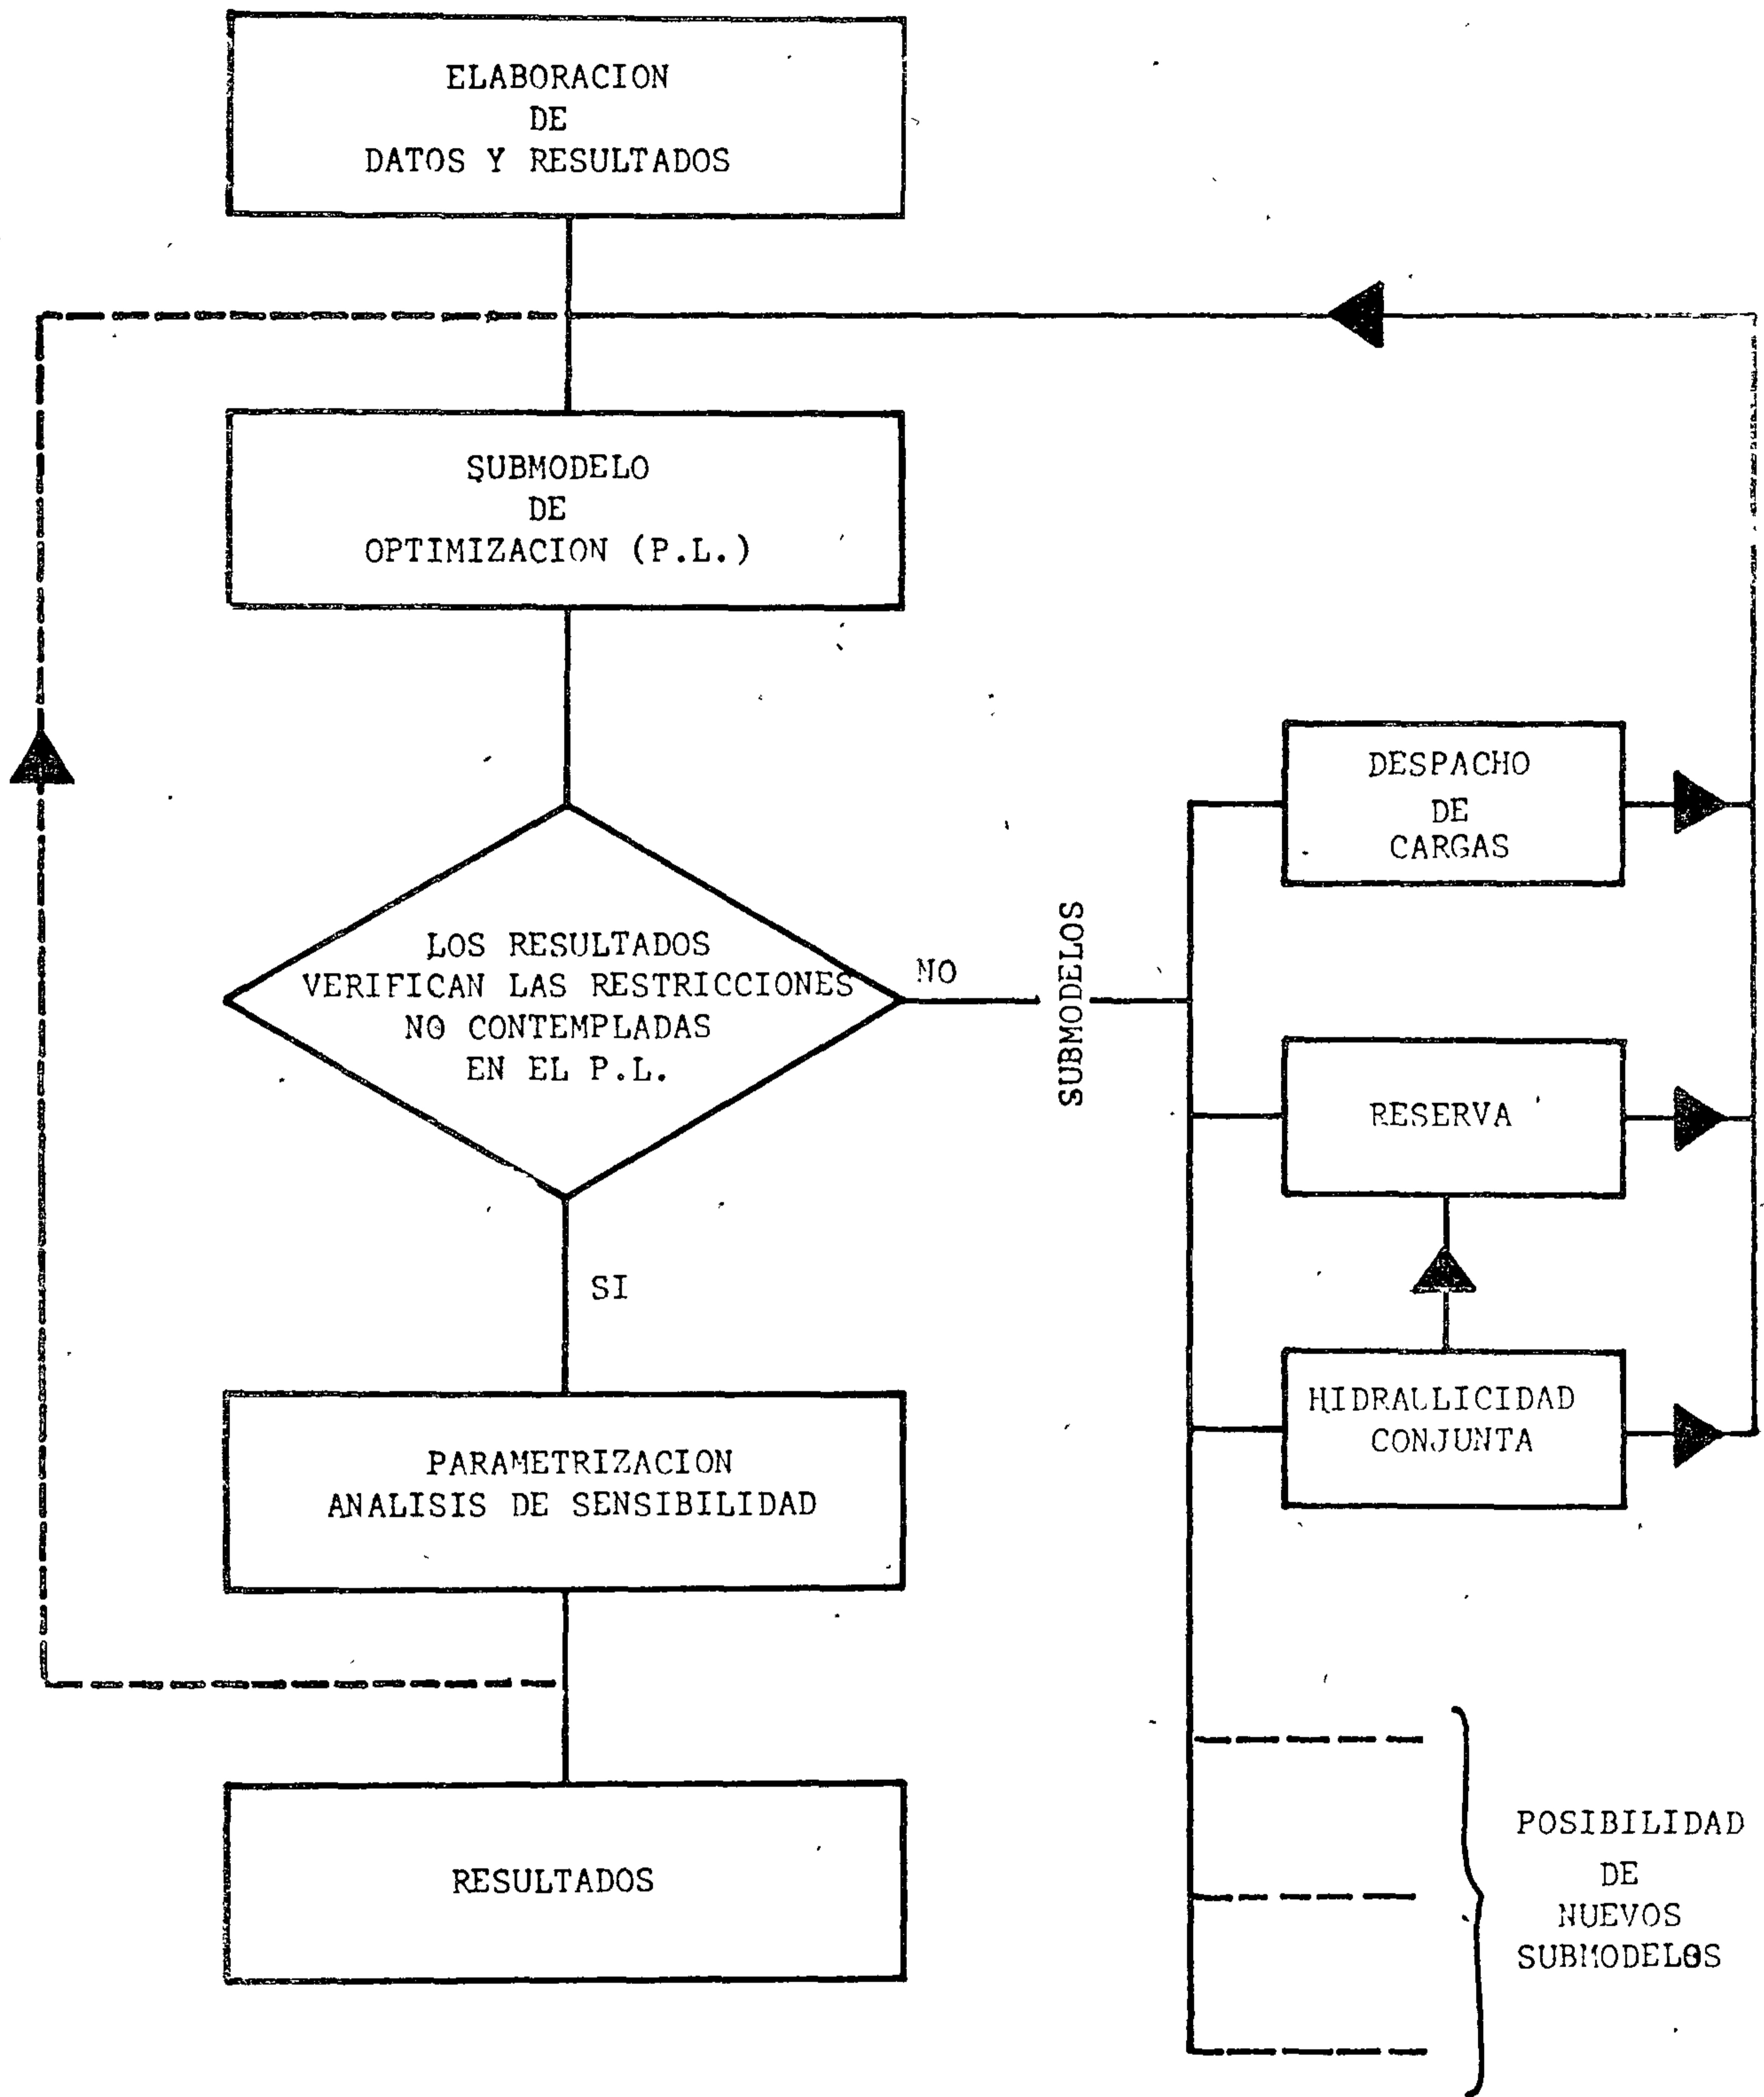 ELABORACION
DE
DATOS Y RESULTADOS
SUBMODELO
DE
OPTIMIZACION (P.L.)
LOS RESULTADOS
VERIFICAN LAS RESTRICCIONES
NO CONTEMPLADAS
EN EL P.L.
NO
SUBMODELOS
DESPACHO
DE
CARGAS
RESERVA
HIDRAULICIDAD
CONJUNTA
SI
PARAMETRIZACION
ANALISIS DE SENSIBILIDAD
RESULTADOS
POSIBILIDAD
DE
NUEVOS
SUBMODELOS